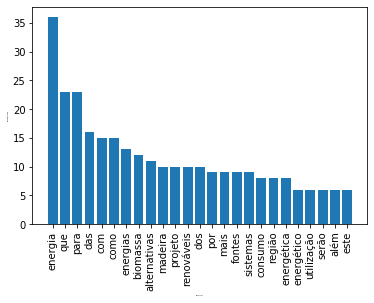 35
30
25
20
15
10
5
0
energia
que
para
das
com
como
energias
biomassa
alternativas
madeira
projeto
renováveis
dos
por
mais
fontes
sistemas
consumo
região
energética
energético
utilização
serão
além
este